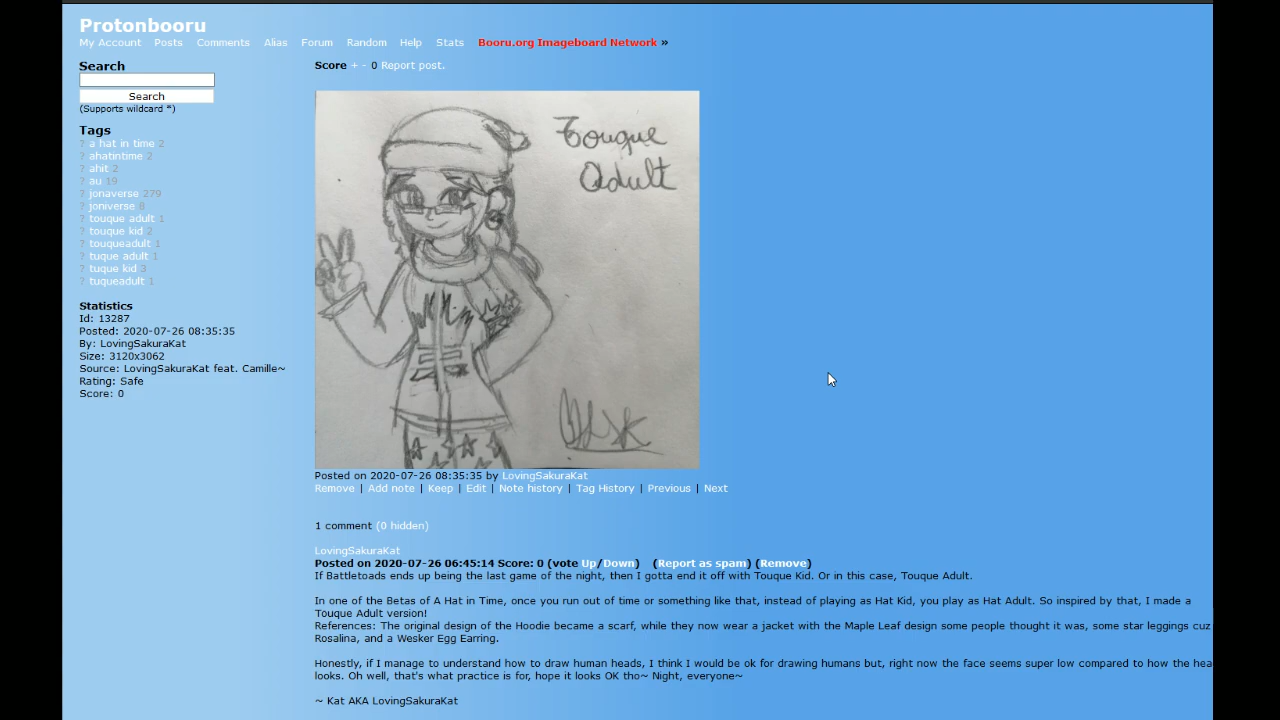 Protonbooru
My Account Posts Comments Alias Forum Random Help Stats Booru.org Imageboard Network »
Search
Search
(Supports wildcard *)
Tags
? a hat in time 2
? ahatintime 2
? ahit 2
? au 19
? jonaverse 279
? joniverse 8
? touque adult 1
? touque kid 2
? touqueadult 1
? tuque adult 1
? tuque kid 3
? tuqueadult 1
Statistics
Id: 13287
Posted: 2020-07-26 08:35:35
By: LovingSakuraKat
Size: 3120x3062
Source: LovingSakuraKat feat. Camille~
Rating: Safe
Score: 0
Score + - 0 Report post.
Touque
Adult
Posted on 2020-07-26 08:35:35 by LovingSakuraKat
Remove | Add note | Keep | Edit | Note history | Tag History | Previous | Next
1 comment (0 hidden)
LovingSakuraKat
Posted on 2020-07-26 06:45:14 Score: 0 (vote Up/Down) (Report as spam) (Remove)
If Battletoads ends up being the last game of the night, then I gotta end it off with Touque Kid. Or in this case, Touque Adult.
In one of the Betas of A Hat in Time, once you run out of time or something like that, instead of playing as Hat Kid, you play as Hat Adult. So inspired by that, I made a
Touque Adult version!
References: The original design of the Hoodie became a scarf, while they now wear a jacket with the Maple Leaf design some people thought it was, some star leggings cuz
Rosalina, and a Wesker Egg Earring.
Honestly, if I manage to understand how to draw human heads, I think I would be ok for drawing humans but, right now the face seems super low compared to how the hea
looks. Oh well, that's what practice is for, hope it looks OK tho~ Night, everyone~
~ Kat AKA LovingSakuraKat